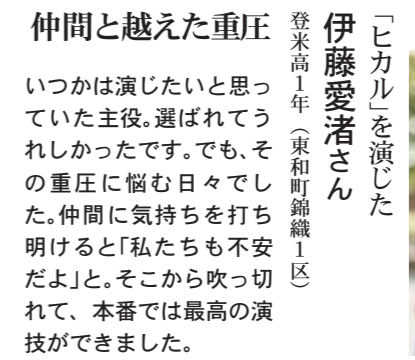 「ヒカル」を演じた
伊藤愛渚さん
登米高1年（東和町錦織1区）
仲間と越えた重圧
いつかは演じたいと思っ
ていた主役。選ばれてう
れしかったです。でも、そ
の重圧に悩む日々でし
た。仲間に気持ちを打ち
明けると「私たちも不安
だよ」と。そこから吹っ切
れて、本番では最高の演
技ができました。